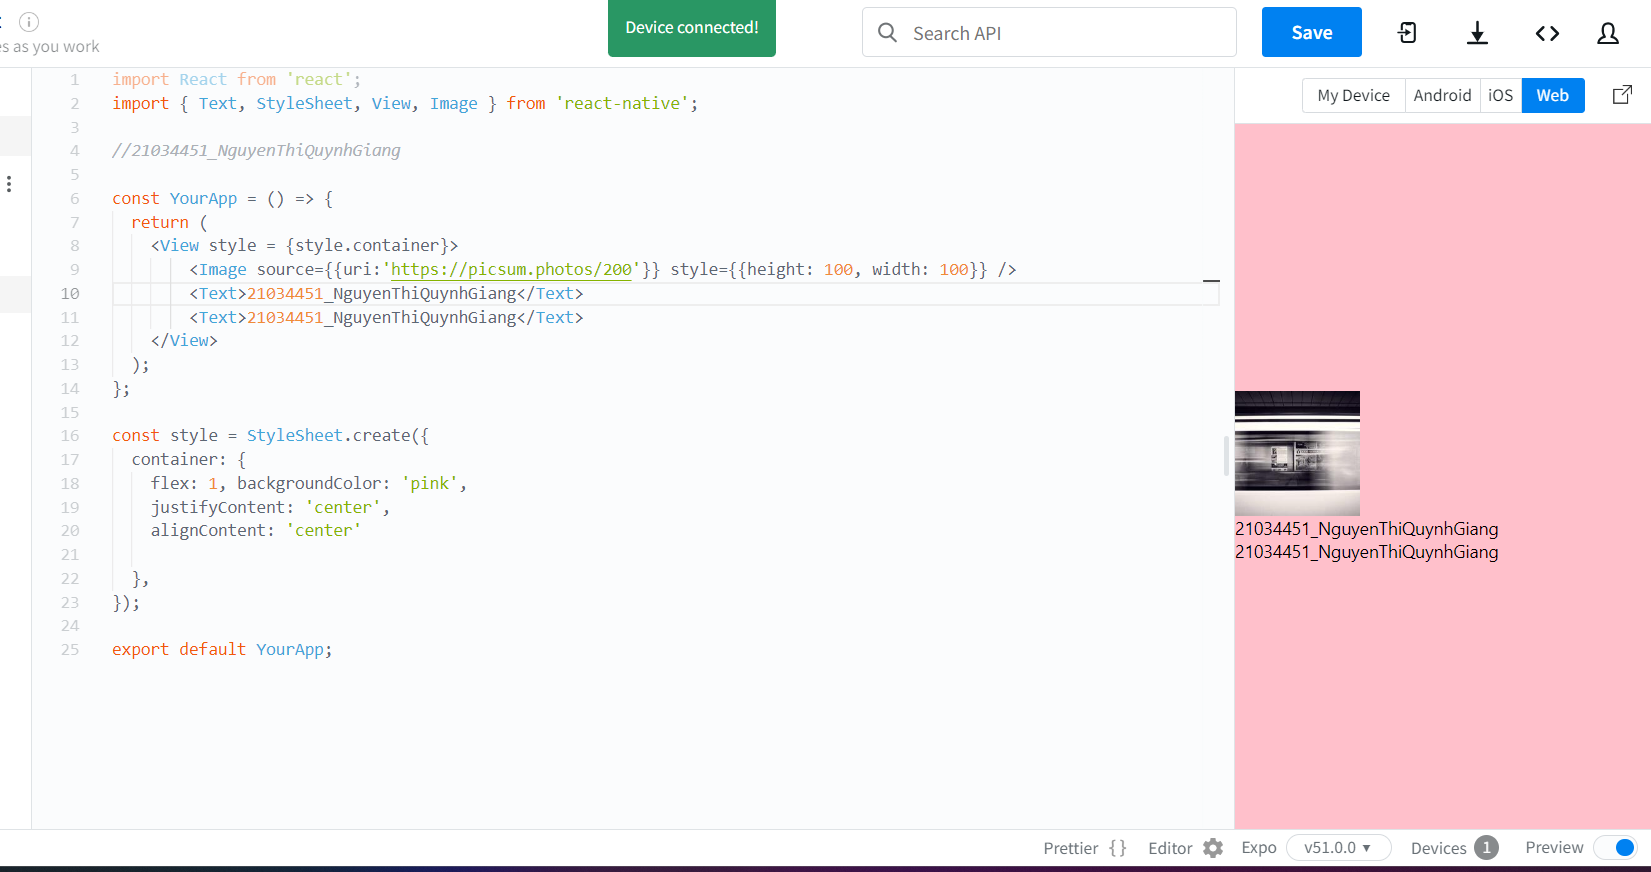 es as you work
Device connected!
Search API
Save
My Device Android iOS Web
1 import React from 'react';
2 import { Text, StyleSheet, View, Image } from 'react-native';
3
4 //21034451_NguyenThiQuynhGiang
5
6 const YourApp = () => {
7 return (
8 <View style = {style.container}>
9 <Image source={{uri:'https://picsum.photos/200'}} style={{height: 100, width: 100}} />
10 <Text>21034451_NguyenThiQuynhGiang</Text>
11 <Text>21034451_NguyenThiQuynhGiang</Text>
12 </View>
13 );
14 };
15
16 const style = StyleSheet.create({
17 container: {
18 flex: 1, backgroundColor: 'pink',
19 justifyContent: 'center',
20 alignContent: 'center'
21
22 },
23 });
24
25 export default YourApp;
21034451_NguyenThiQuynhGiang
21034451_NguyenThiQuynhGiang
Prettier {} Editor Expo v51.0.0 Devices 1 Preview